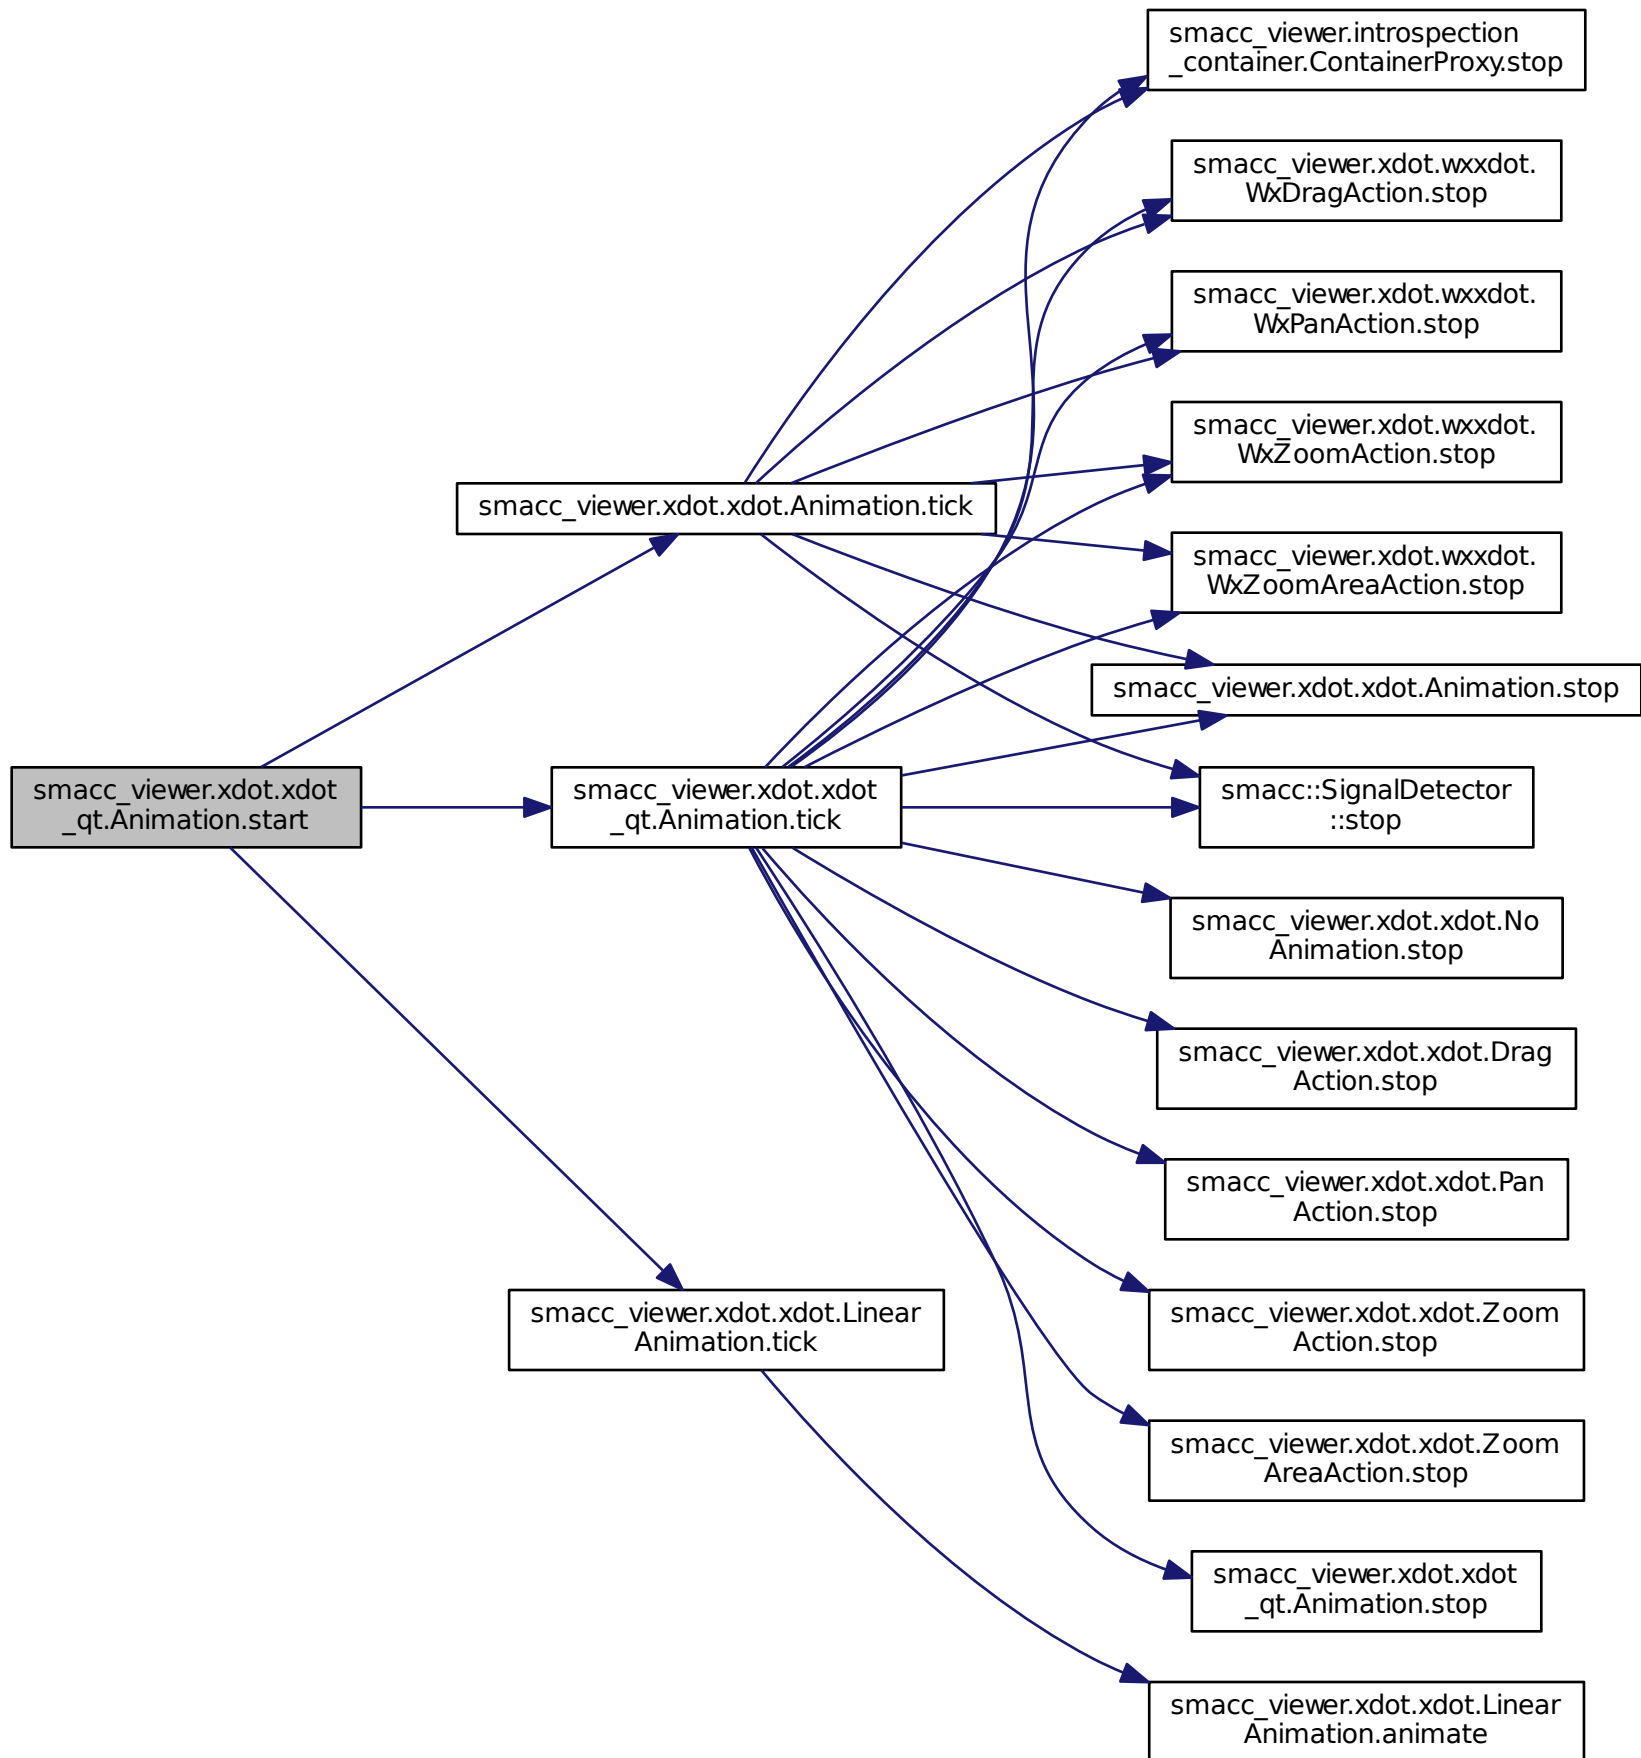 smacc_viewer.introspection
_container.ContainerProxy.stop
smacc_viewer.xdot.wxxdot.
WxDragAction.stop
smacc_viewer.xdot.wxxdot.
WxPanAction.stop
smacc_viewer.xdot.wxxdot.
WxZoomAction.stop
smacc_viewer.xdot.xdot.Animation.tick
smacc_viewer.xdot.wxxdot.
WxZoomAreaAction.stop
smacc_viewer.xdot.xdot.Animation.stop
smacc_viewer.xdot.xdot
_qt.Animation.start
smacc_viewer.xdot.xdot
_qt.Animation.tick
smacc::SignalDetector
::stop
smacc_viewer.xdot.xdot.No
Animation.stop
smacc_viewer.xdot.xdot.Drag
Action.stop
smacc_viewer.xdot.xdot.Pan
Action.stop
smacc_viewer.xdot.xdot.Linear
Animation.tick
smacc_viewer.xdot.xdot.Zoom
Action.stop
smacc_viewer.xdot.xdot.Zoom
AreaAction.stop
smacc_viewer.xdot.xdot
_qt.Animation.stop
smacc_viewer.xdot.xdot.Linear
Animation.animate